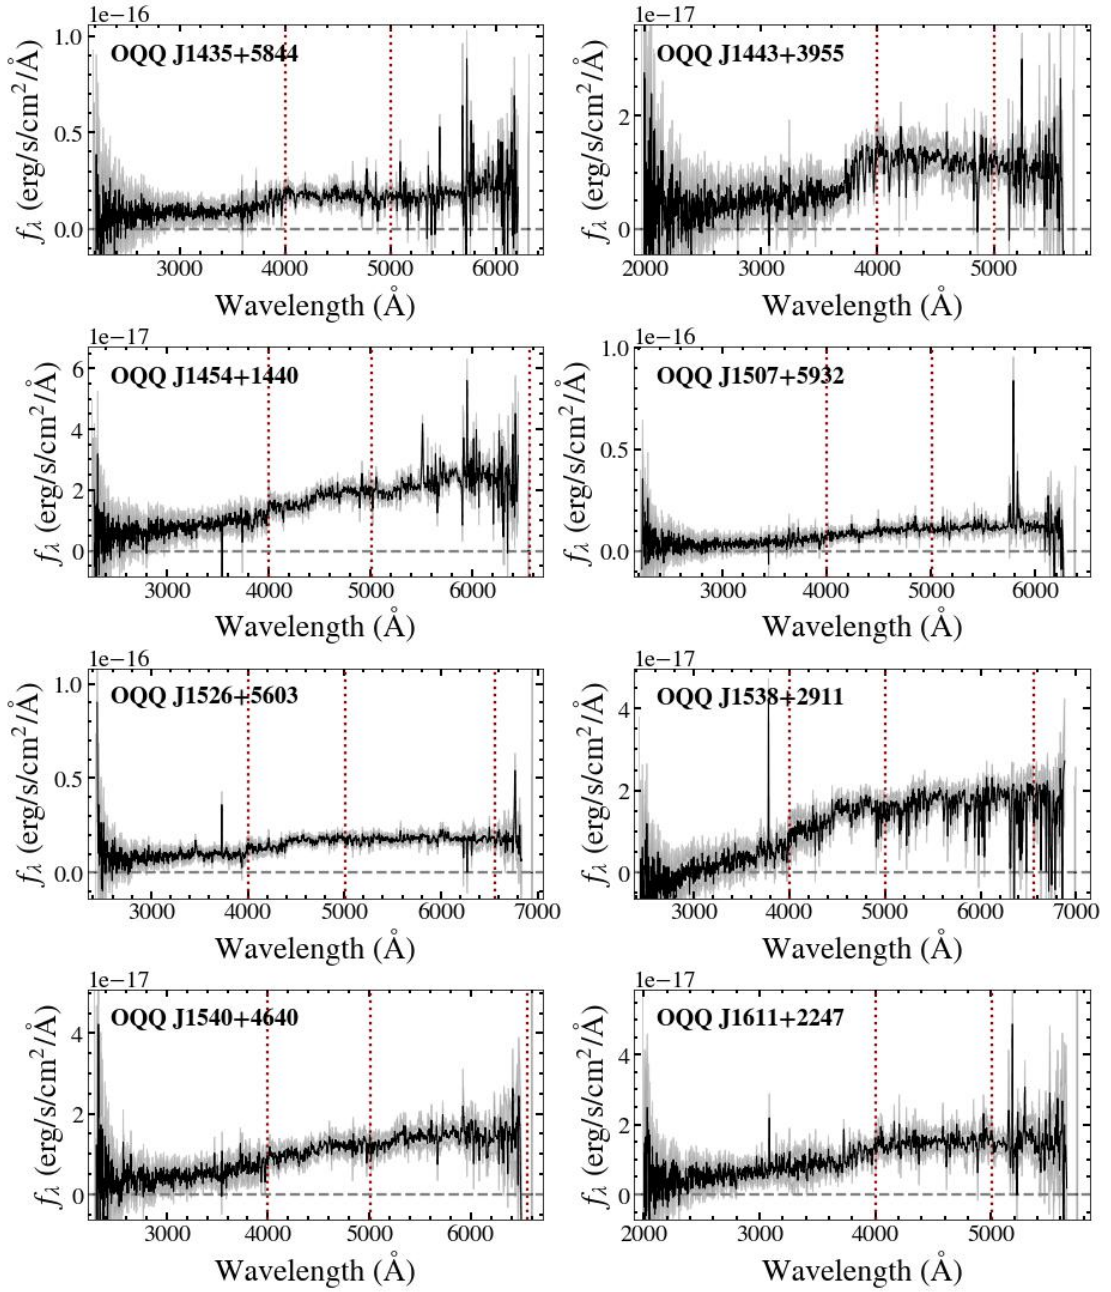 1e−16
OQQ J1435+5844
1.0
0.5
0.0
fλ (erg/s/cm²/Å)
3000 4000 5000 6000
Wavelength (Å)
1e−17
OQQ J1443+3955
2
0
fλ (erg/s/cm²/Å)
2000 3000 4000 5000
Wavelength (Å)
1e−17
OQQ J1454+1440
6
4
2
0
fλ (erg/s/cm²/Å)
3000 4000 5000 6000
Wavelength (Å)
1e−16
OQQ J1507+5932
1.0
0.5
0.0
fλ (erg/s/cm²/Å)
3000 4000 5000 6000
Wavelength (Å)
1e−16
OQQ J1526+5603
1.0
0.5
0.0
fλ (erg/s/cm²/Å)
3000 4000 5000 6000 7000
Wavelength (Å)
1e−17
OQQ J1538+2911
4
2
0
fλ (erg/s/cm²/Å)
3000 4000 5000 6000 7000
Wavelength (Å)
1e−17
OQQ J1540+4640
4
2
0
fλ (erg/s/cm²/Å)
3000 4000 5000 6000
Wavelength (Å)
1e−17
OQQ J1611+2247
4
2
0
fλ (erg/s/cm²/Å)
2000 3000 4000 5000
Wavelength (Å)